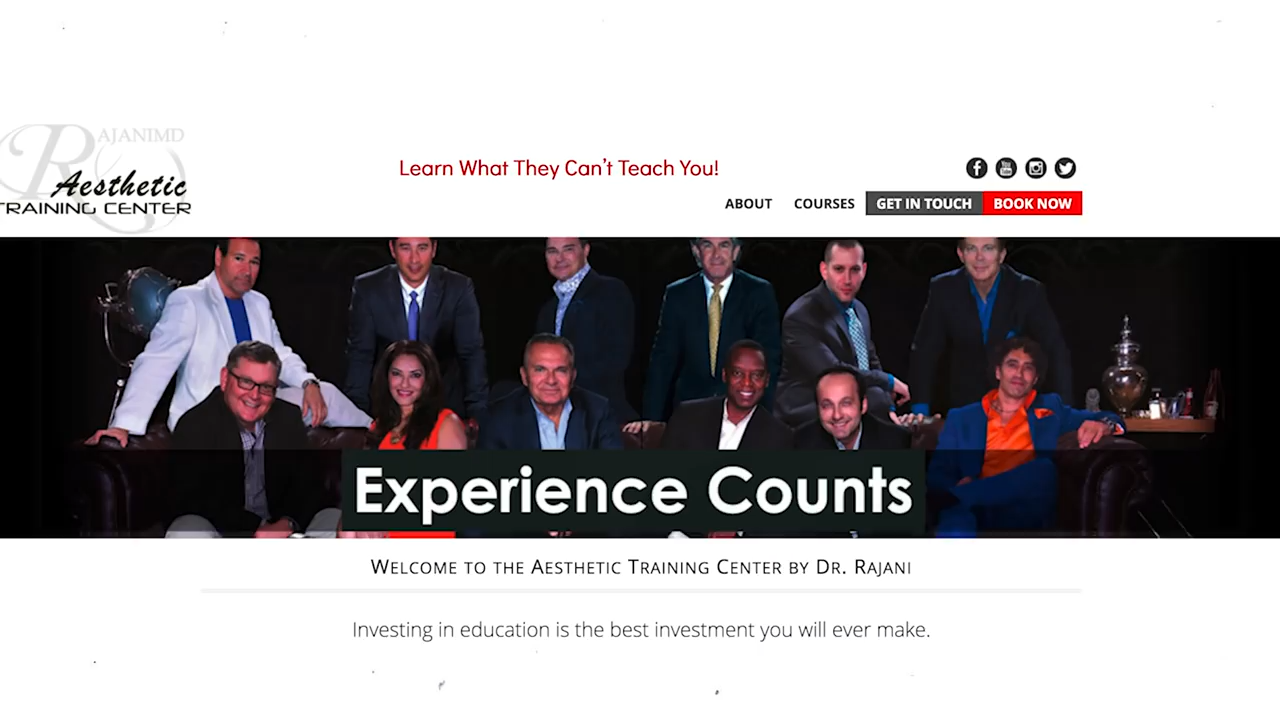 RAJANIMD
Aesthetic
TRAINING CENTER
Learn What They Can't Teach You!
ABOUT COURSES GET IN TOUCH BOOK NOW
Experience Counts
WELCOME TO THE AESTHETIC TRAINING CENTER BY DR. RAJANI
Investing in education is the best investment you will ever make.